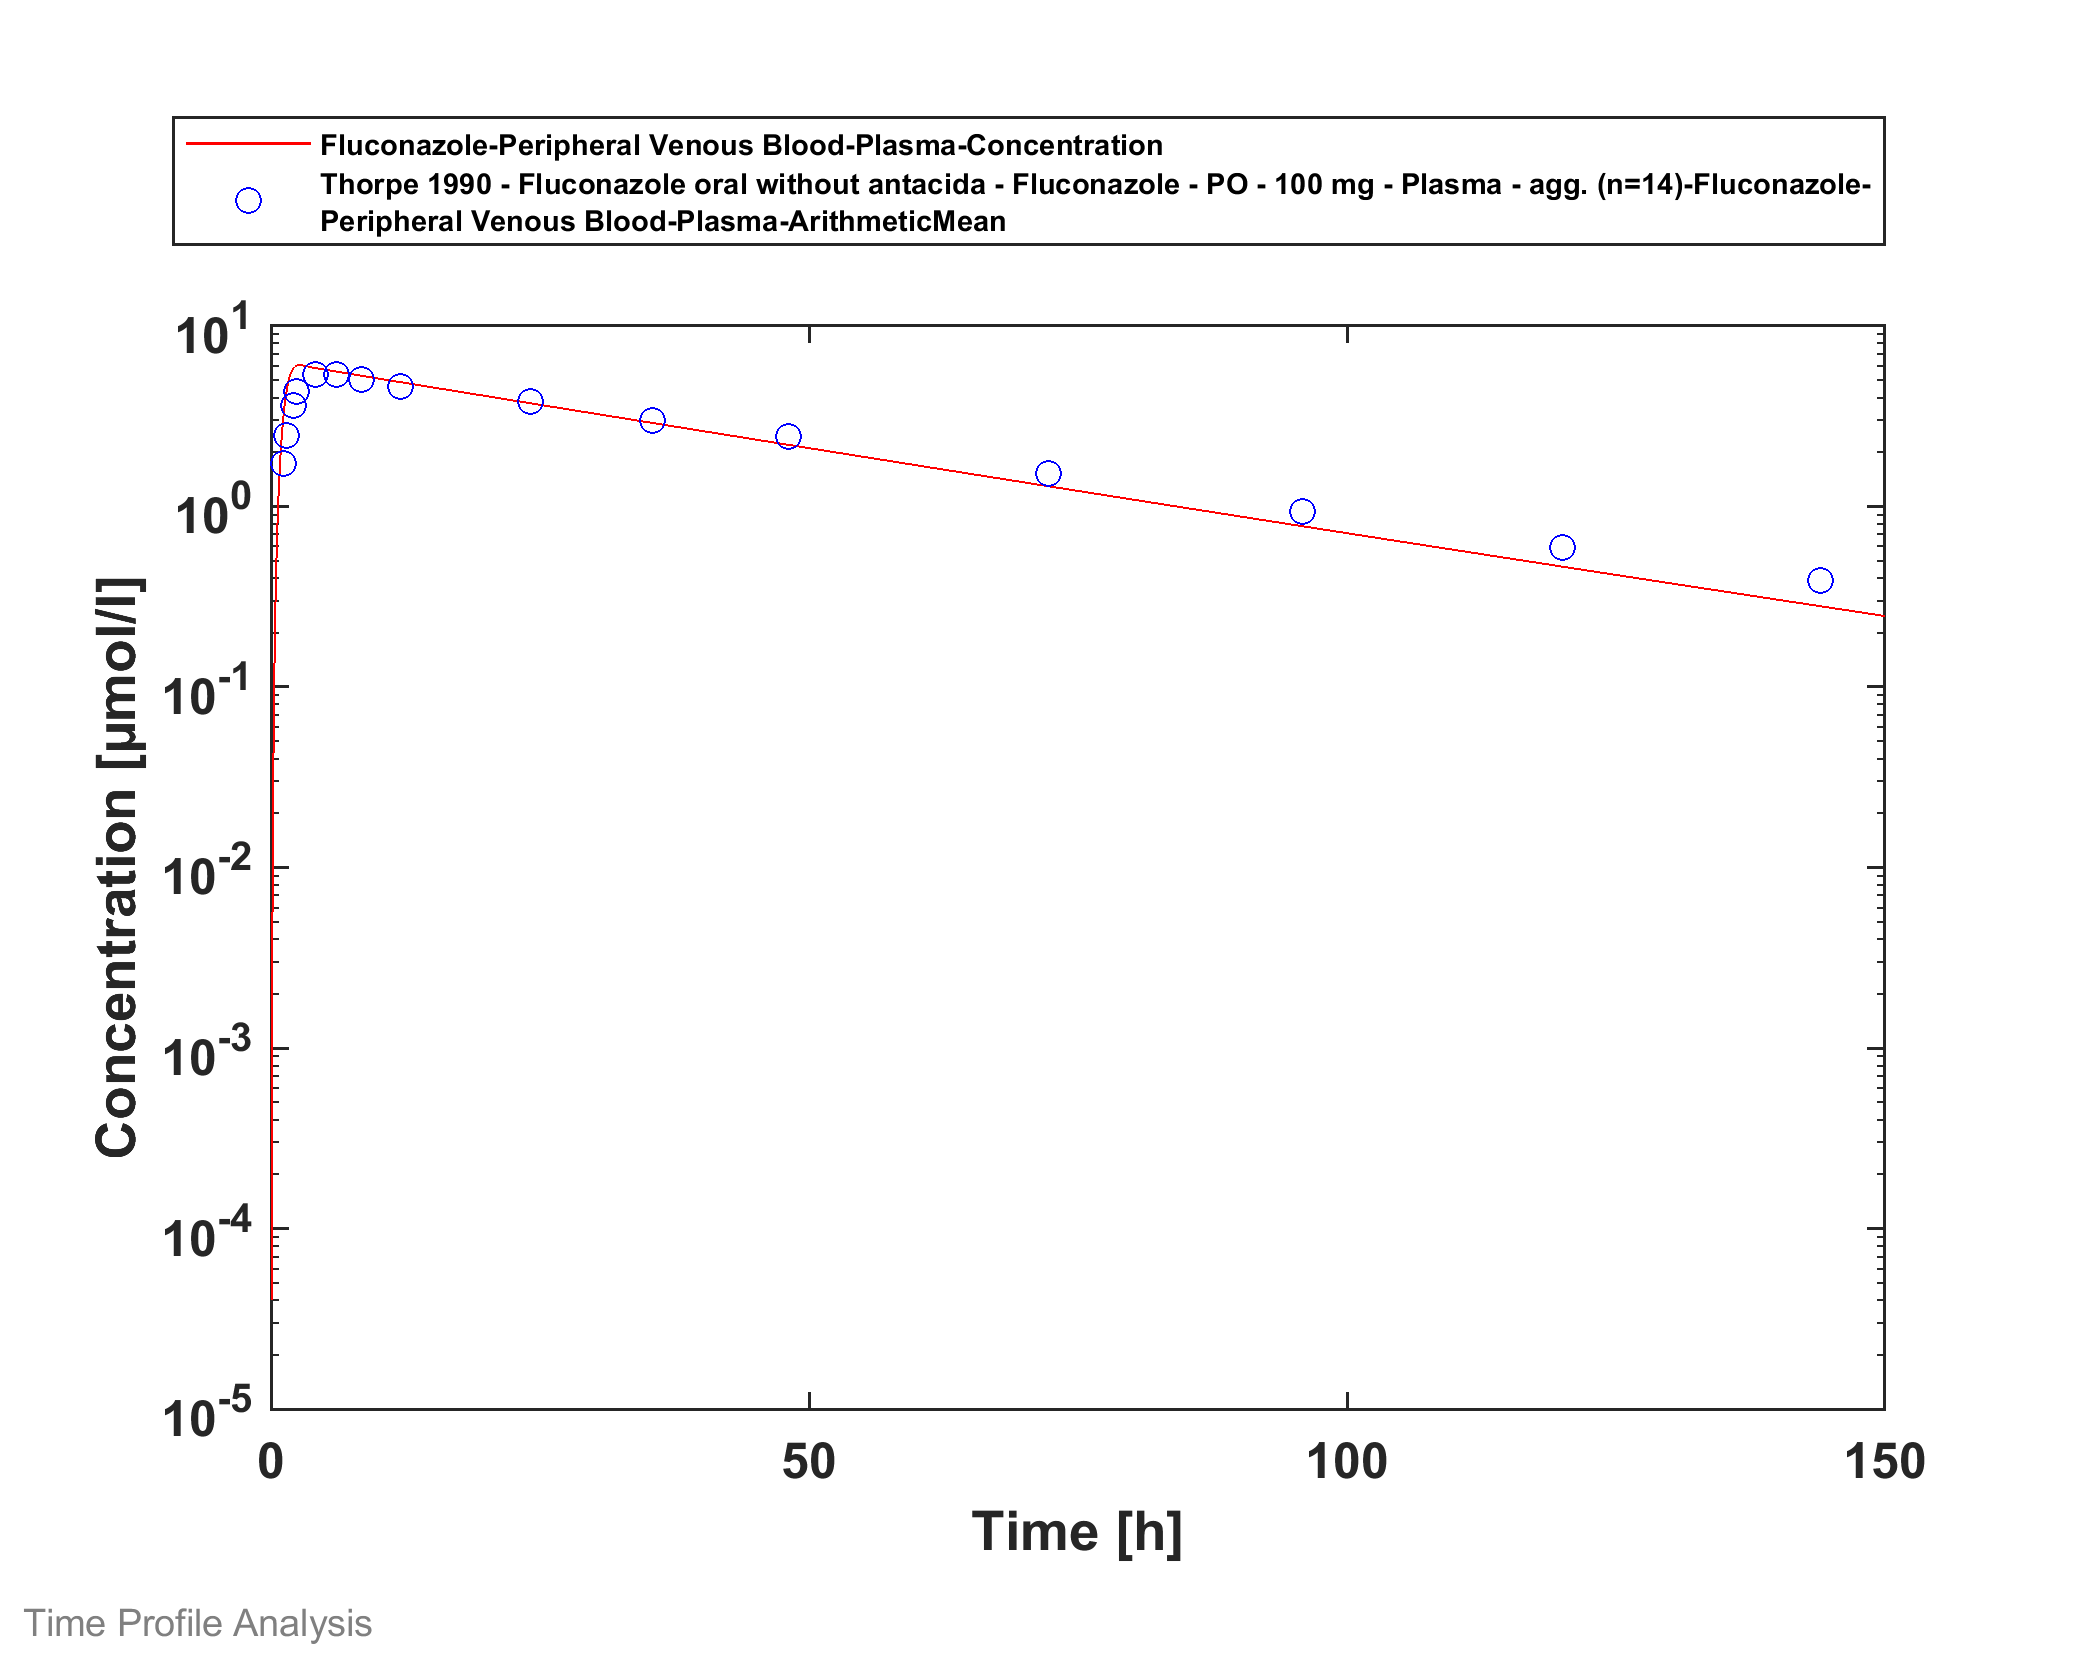 Fluconazole-Peripheral Venous Blood-Plasma-Concentration
Thorpe 1990 - Fluconazole oral without antacida - Fluconazole - PO - 100 mg - Plasma - agg. (n=14)-Fluconazole-
Peripheral Venous Blood-Plasma-ArithmeticMean
10^1
10^0
10^-1
10^-2
10^-3
10^-4
10^-5
Concentration [µmol/l]
0 50 100 150
Time [h]
Time Profile Analysis